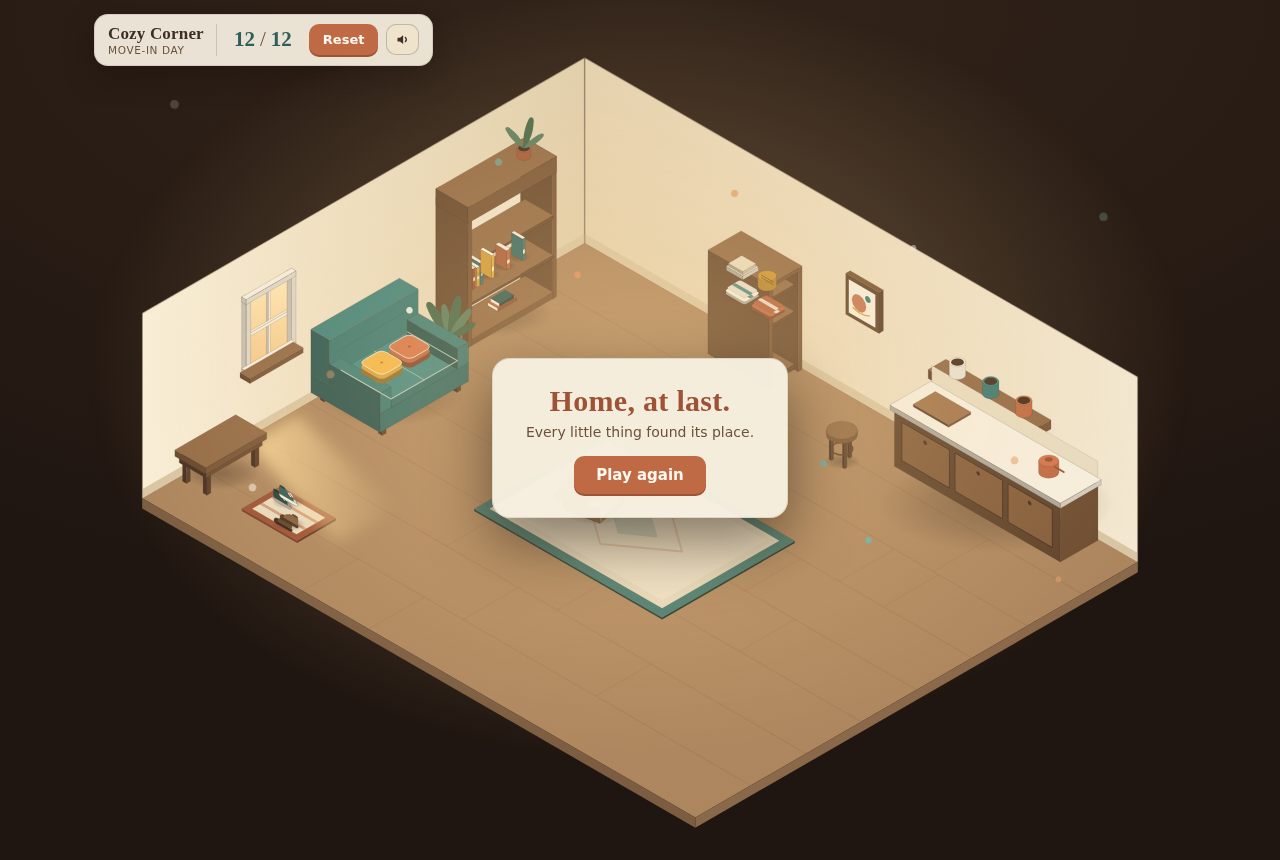 Cozy Corner
MOVE-IN DAY
12 / 12
Reset
Home, at last.
Every little thing found its place.
Play again